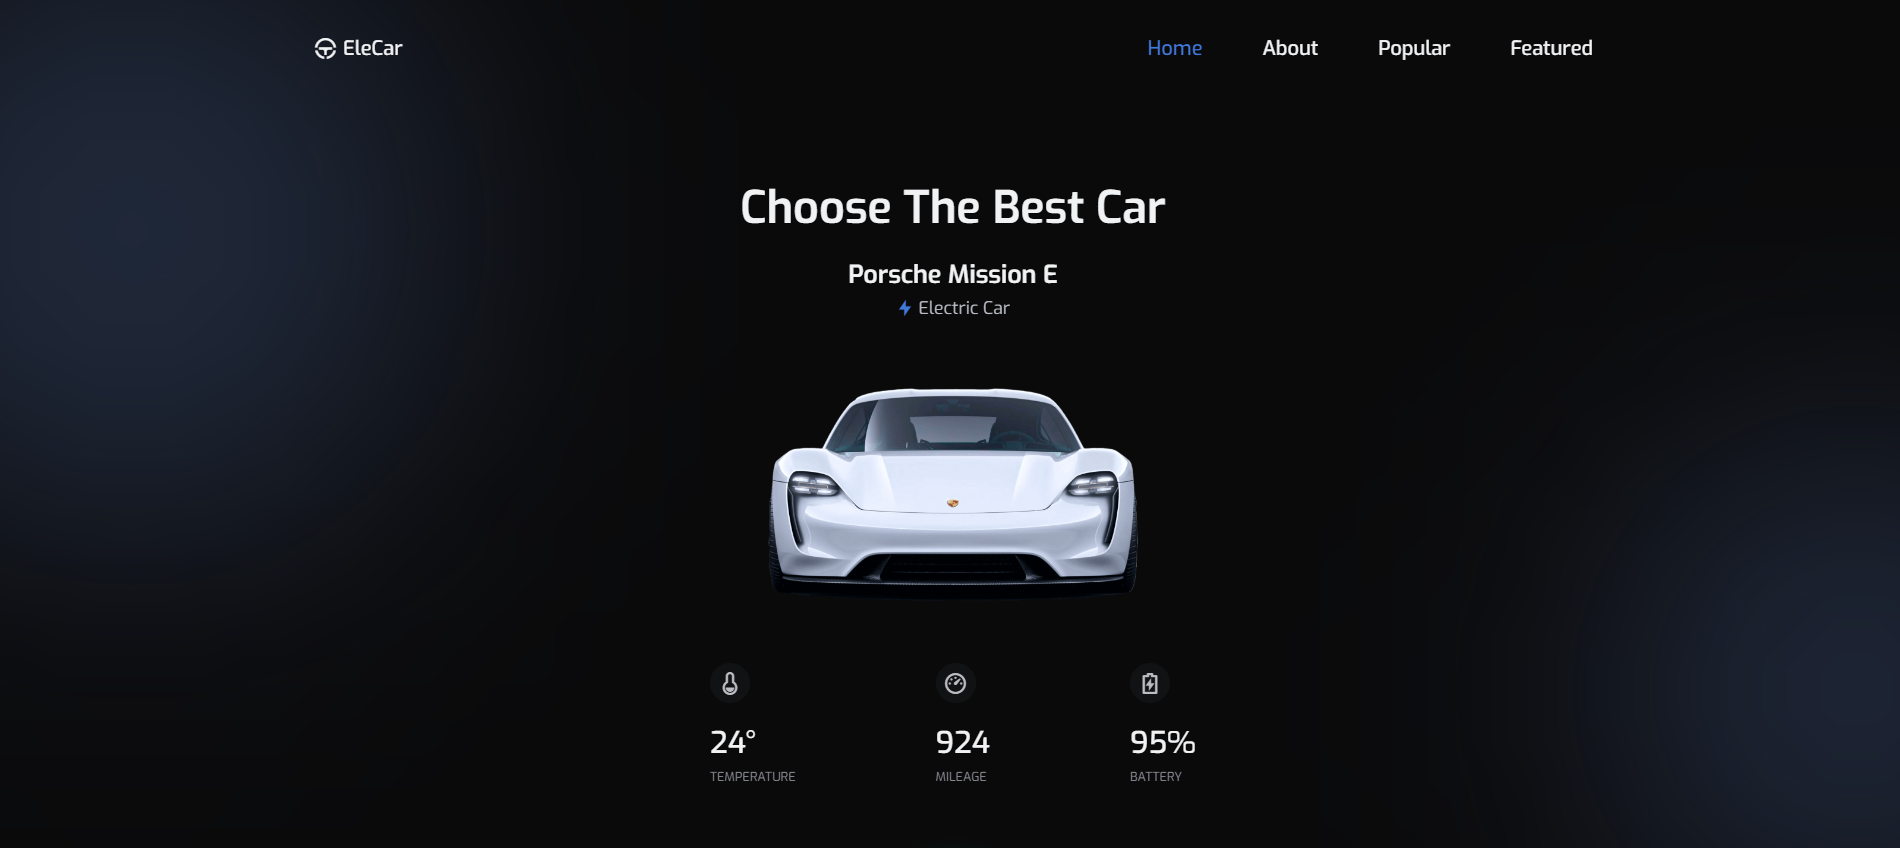 EleCar
Home About Popular Featured
Choose The Best Car
Porsche Mission E
Electric Car
24° 924 95%
TEMPERATURE MILEAGE BATTERY